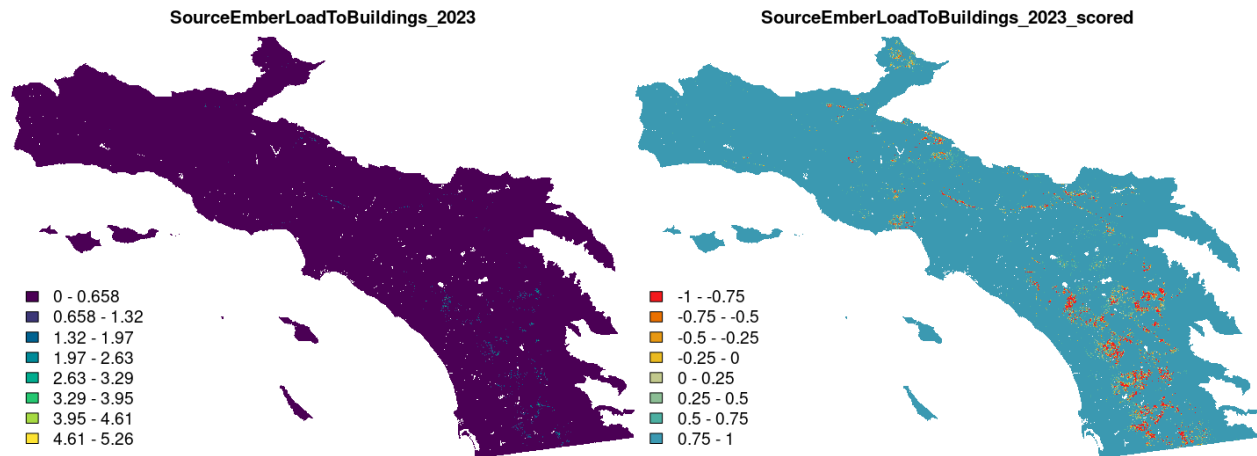 SourceEmberLoadToBuildings_2023
0 - 0.658
0.658 - 1.32
1.32 - 1.97
1.97 - 2.63
2.63 - 3.29
3.29 - 3.95
3.95 - 4.61
4.61 - 5.26
SourceEmberLoadToBuildings_2023_scored
-1 - -0.75
-0.75 - -0.5
-0.5 - -0.25
-0.25 - 0
0 - 0.25
0.25 - 0.5
0.5 - 0.75
0.75 - 1